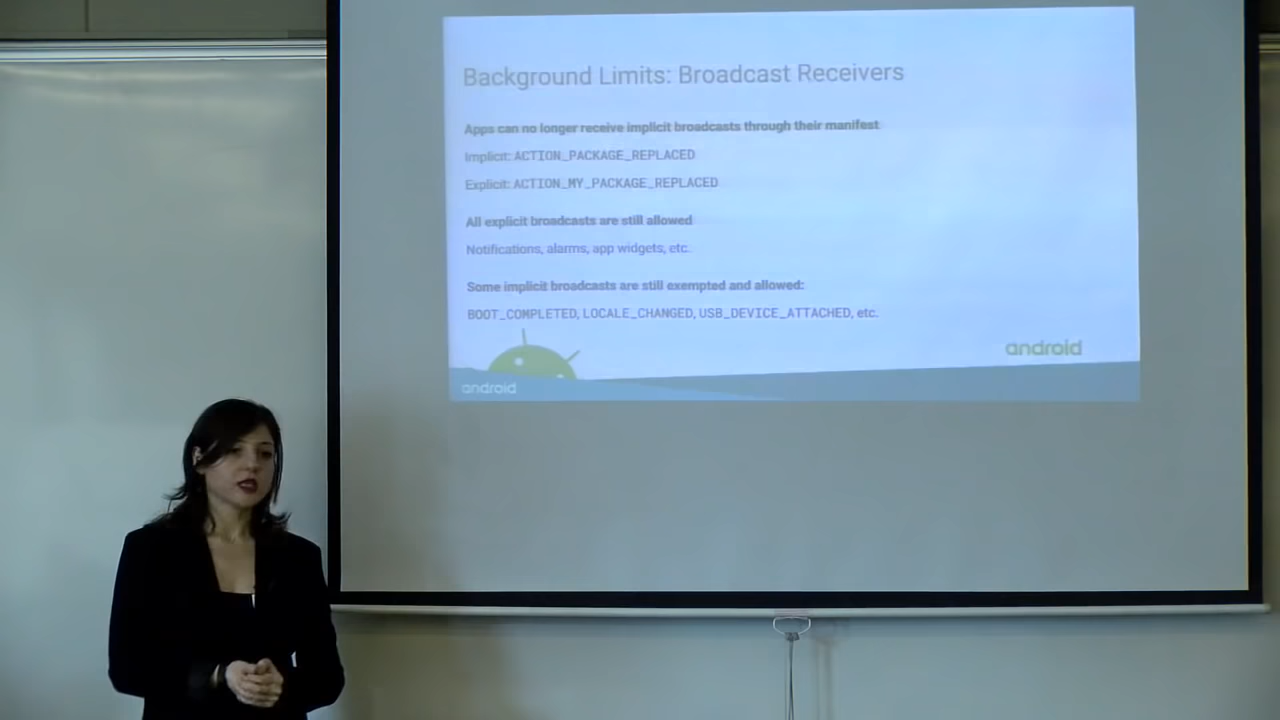 Background Limits: Broadcast Receivers
Apps can no longer receive implicit broadcasts through their manifest
Implicit: ACTION_PACKAGE_REPLACED
Explicit: ACTION_MY_PACKAGE_REPLACED
All explicit broadcasts are still allowed
Notifications, alarms, app widgets, etc.
Some implicit broadcasts are still exempted and allowed:
BOOT_COMPLETED, LOCALE_CHANGED, USB_DEVICE_ATTACHED, etc.
android
android